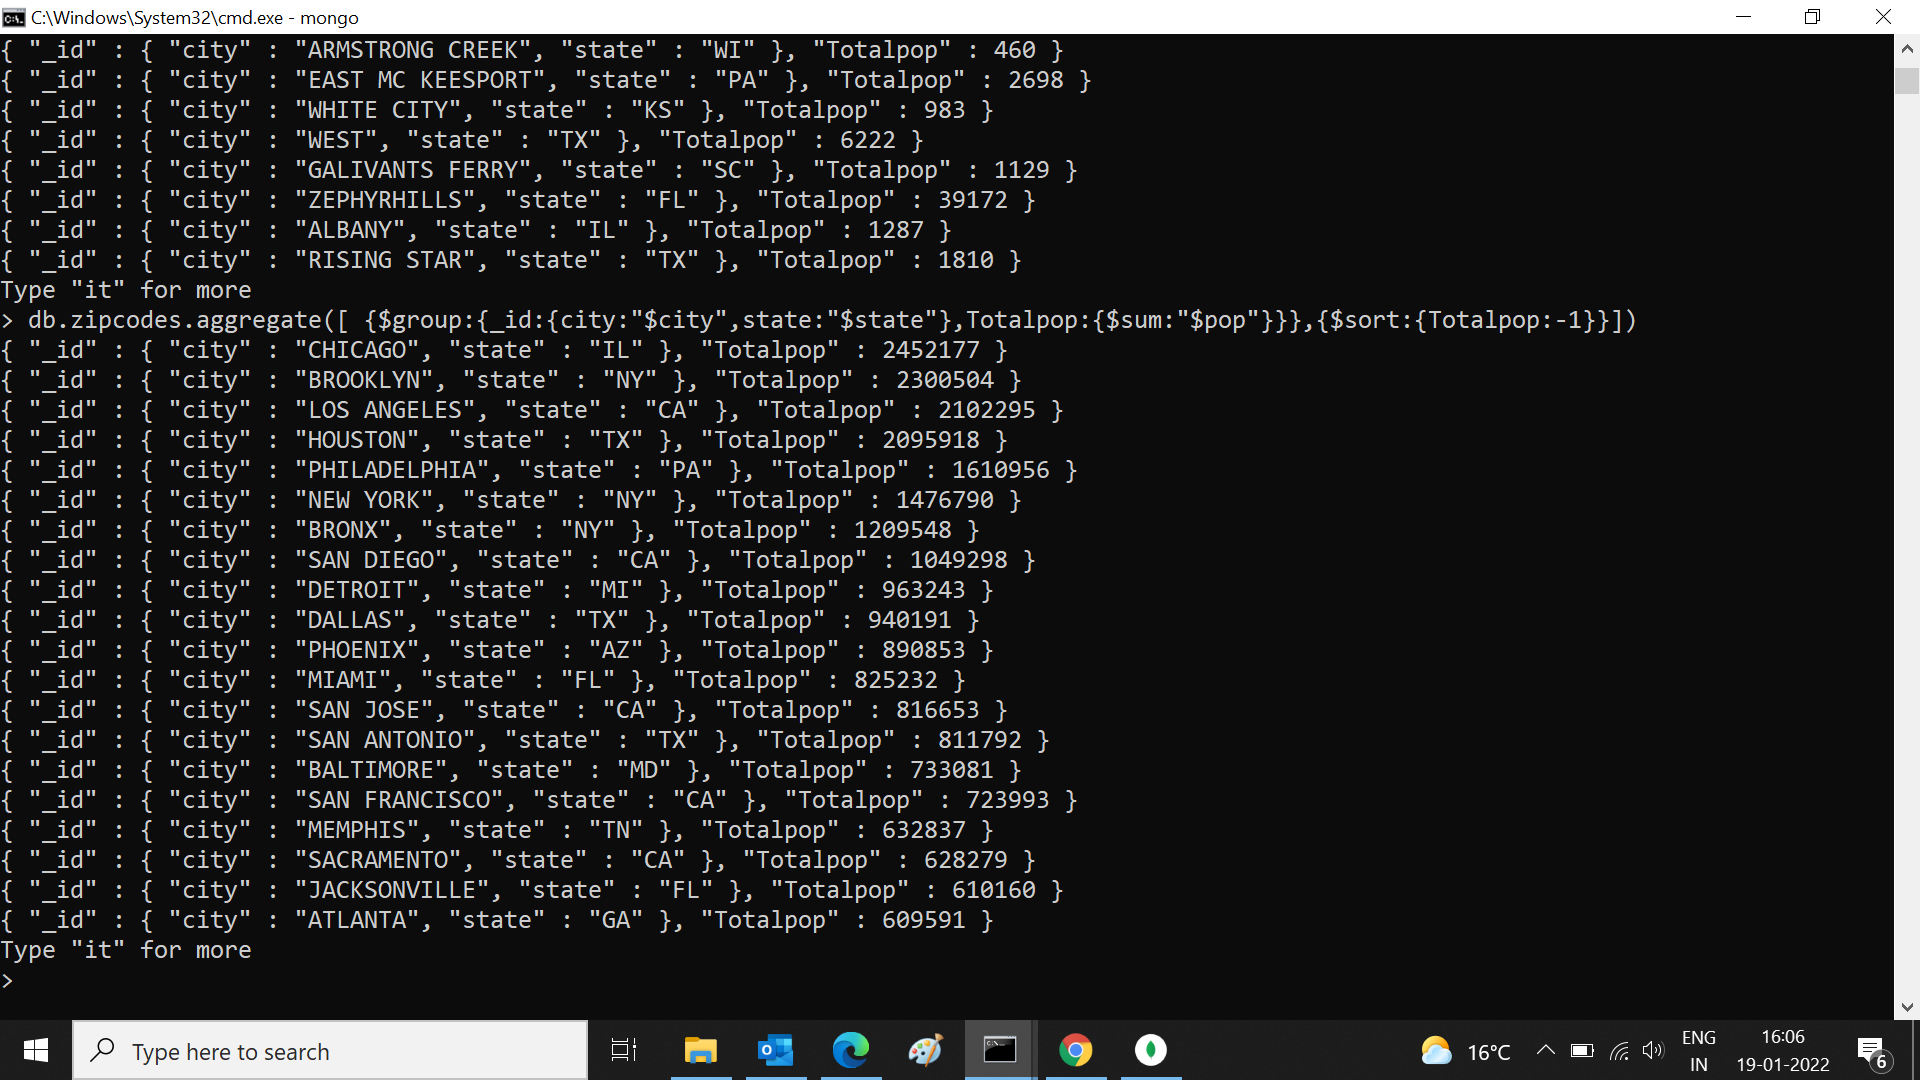 C:\Windows\System32\cmd.exe - mongo
{ "_id" : { "city" : "ARMSTRONG CREEK", "state" : "WI" }, "Totalpop" : 460 }
{ "_id" : { "city" : "EAST MC KEESPORT", "state" : "PA" }, "Totalpop" : 2698 }
{ "_id" : { "city" : "WHITE CITY", "state" : "KS" }, "Totalpop" : 983 }
{ "_id" : { "city" : "WEST", "state" : "TX" }, "Totalpop" : 6222 }
{ "_id" : { "city" : "GALIVANTS FERRY", "state" : "SC" }, "Totalpop" : 1129 }
{ "_id" : { "city" : "ZEPHYRHILLS", "state" : "FL" }, "Totalpop" : 39172 }
{ "_id" : { "city" : "ALBANY", "state" : "IL" }, "Totalpop" : 1287 }
{ "_id" : { "city" : "RISING STAR", "state" : "TX" }, "Totalpop" : 1810 }
Type "it" for more
> db.zipcodes.aggregate([ {$group:{_id:{city:"$city",state:"$state"},Totalpop:{$sum:"$pop"}}},{$sort:{Totalpop:-1}}])
{ "_id" : { "city" : "CHICAGO", "state" : "IL" }, "Totalpop" : 2452177 }
{ "_id" : { "city" : "BROOKLYN", "state" : "NY" }, "Totalpop" : 2300504 }
{ "_id" : { "city" : "LOS ANGELES", "state" : "CA" }, "Totalpop" : 2102295 }
{ "_id" : { "city" : "HOUSTON", "state" : "TX" }, "Totalpop" : 2095918 }
{ "_id" : { "city" : "PHILADELPHIA", "state" : "PA" }, "Totalpop" : 1610956 }
{ "_id" : { "city" : "NEW YORK", "state" : "NY" }, "Totalpop" : 1476790 }
{ "_id" : { "city" : "BRONX", "state" : "NY" }, "Totalpop" : 1209548 }
{ "_id" : { "city" : "SAN DIEGO", "state" : "CA" }, "Totalpop" : 1049298 }
{ "_id" : { "city" : "DETROIT", "state" : "MI" }, "Totalpop" : 963243 }
{ "_id" : { "city" : "DALLAS", "state" : "TX" }, "Totalpop" : 940191 }
{ "_id" : { "city" : "PHOENIX", "state" : "AZ" }, "Totalpop" : 890853 }
{ "_id" : { "city" : "MIAMI", "state" : "FL" }, "Totalpop" : 825232 }
{ "_id" : { "city" : "SAN JOSE", "state" : "CA" }, "Totalpop" : 816653 }
{ "_id" : { "city" : "SAN ANTONIO", "state" : "TX" }, "Totalpop" : 811792 }
{ "_id" : { "city" : "BALTIMORE", "state" : "MD" }, "Totalpop" : 733081 }
{ "_id" : { "city" : "SAN FRANCISCO", "state" : "CA" }, "Totalpop" : 723993 }
{ "_id" : { "city" : "MEMPHIS", "state" : "TN" }, "Totalpop" : 632837 }
{ "_id" : { "city" : "SACRAMENTO", "state" : "CA" }, "Totalpop" : 628279 }
{ "_id" : { "city" : "JACKSONVILLE", "state" : "FL" }, "Totalpop" : 610160 }
{ "_id" : { "city" : "ATLANTA", "state" : "GA" }, "Totalpop" : 609591 }
Type "it" for more
>
Type here to search
16°C
ENG
IN
16:06
19-01-2022
6